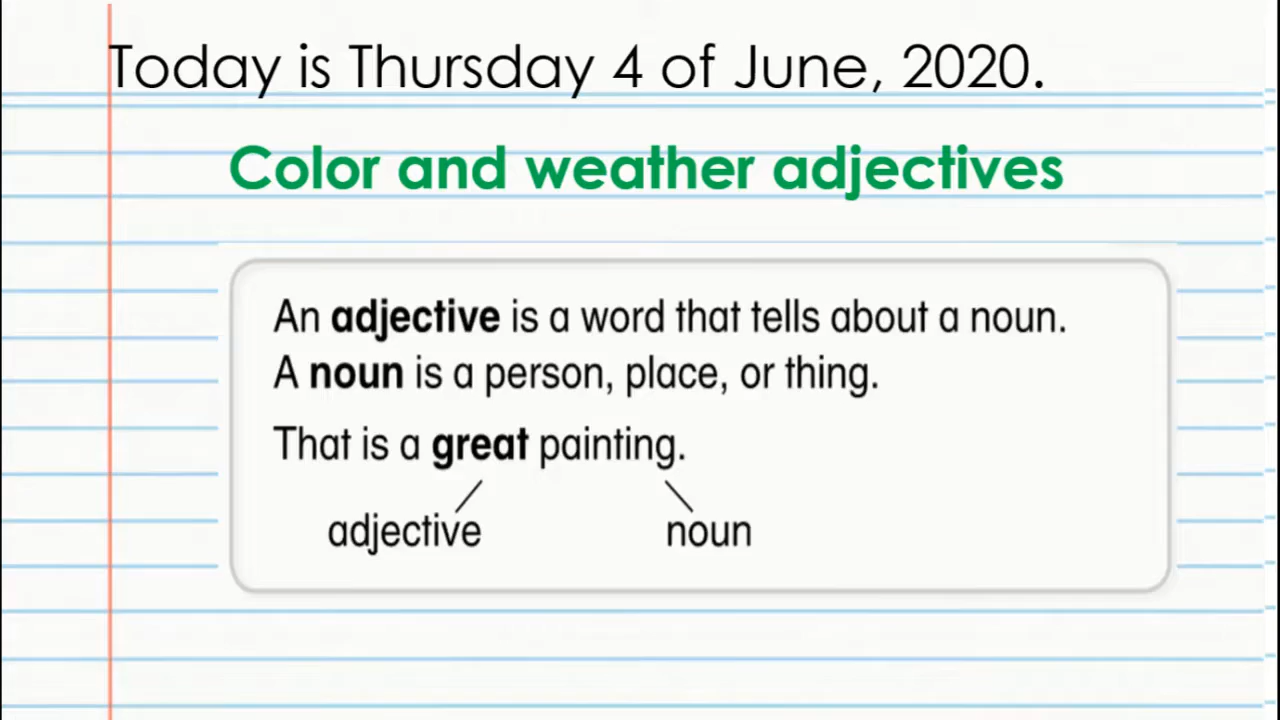 Today is Thursday 4 of June, 2020.
Color and weather adjectives
An adjective is a word that tells about a noun.
A noun is a person, place, or thing.
That is a great painting.
adjective noun